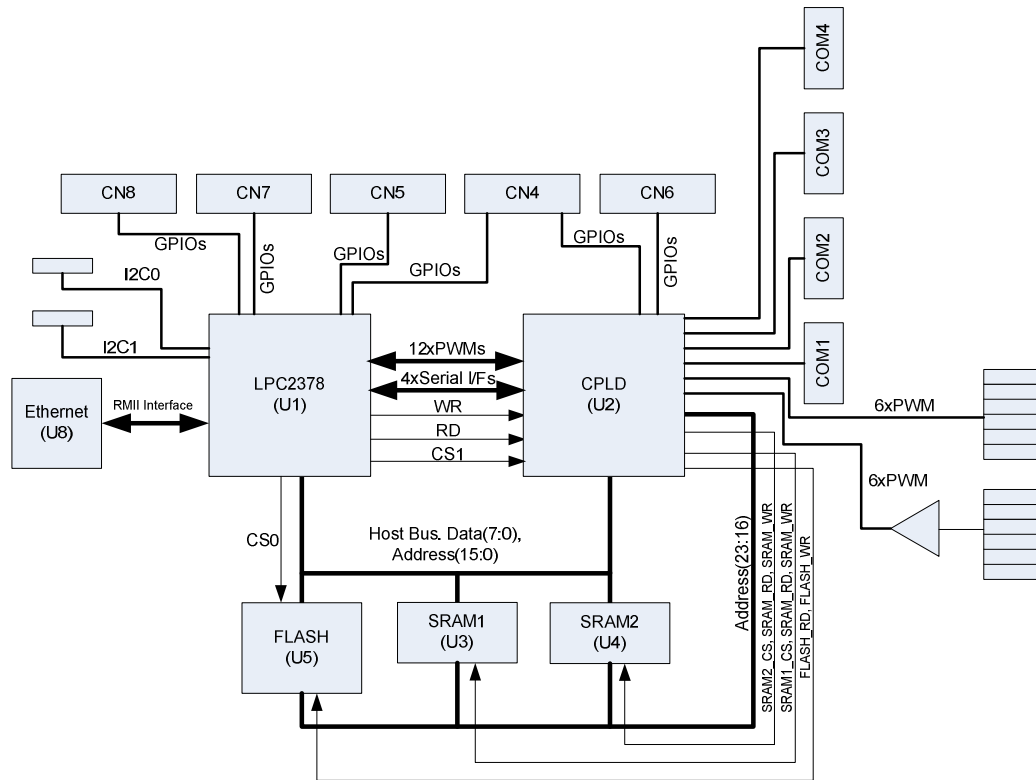 COM4
COM3
COM2
COM1
CN8
CN7
CN5
CN4
CN6
GPIOs
GPIOs
GPIOs
GPIOs
GPIOs
GPIOs
I2C0
I2C1
LPC2378
(U1)
12xPWMs
4xSerial I/Fs
WR
RD
CS1
CPLD
(U2)
Ethernet
(U8)
RMII Interface
6xPWM
6xPWM
CS0
Host Bus. Data(7:0),
Address(15:0)
FLASH
(U5)
SRAM1
(U3)
SRAM2
(U4)
Address(23:16)
SRAM2_CS, SRAM_RD, SRAM_WR
SRAM1_CS, SRAM_RD, SRAM_WR
FLASH_RD, FLASH_WR